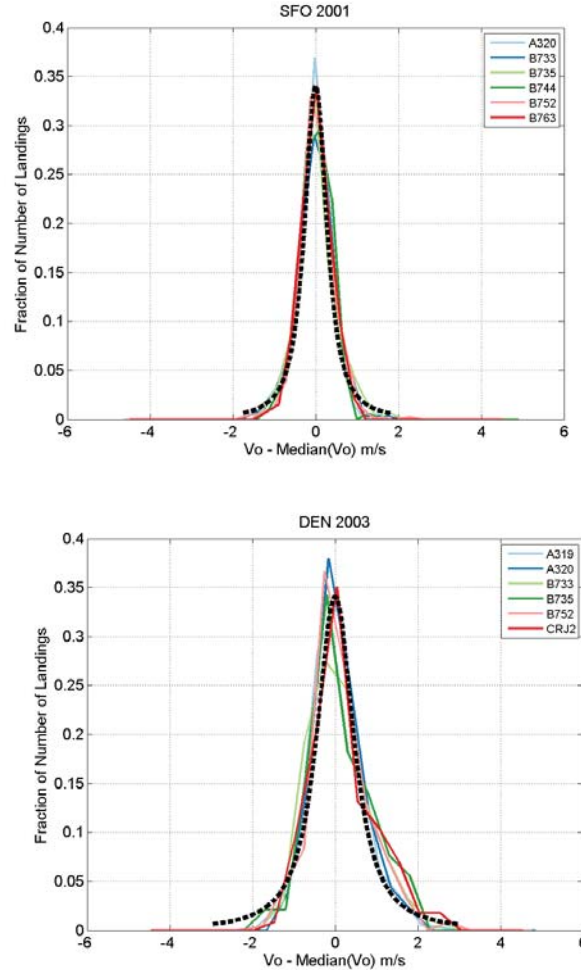 SFO 2001
0.4
0.35
0.3
0.25
0.2
0.15
0.1
0.05
0
Fraction of Number of Landings
A320
B733
B735
B744
B752
B763
-6 -4 -2 0 2 4 6
Vo - Median(Vo) m/s
DEN 2003
0.4
0.35
0.3
0.25
0.2
0.15
0.1
0.05
0
Fraction of Number of Landings
A319
A320
B733
B735
B752
CRJ2
-6 -4 -2 0 2 4 6
Vo - Median(Vo) m/s